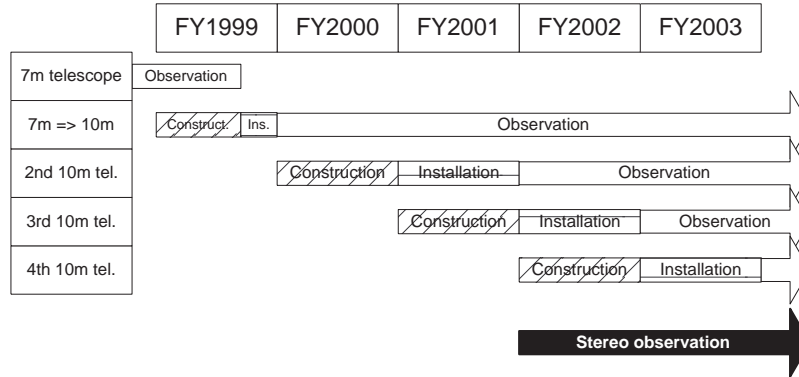 FY1999 FY2000 FY2001 FY2002 FY2003
7m telescope Observation
7m => 10m Construct. Ins. Observation
2nd 10m tel. Construction Installation Observation
3rd 10m tel. Construction Installation Observation
4th 10m tel. Construction Installation
Stereo observation